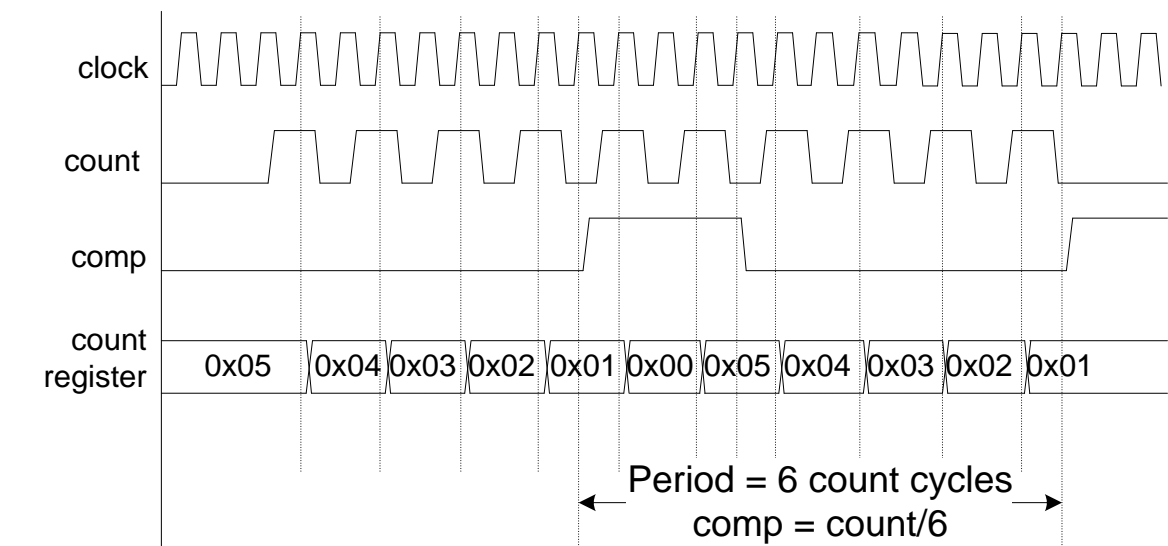 clock
count
comp
count
register
0x05 0x04 0x03 0x02 0x01 0x00 0x05 0x04 0x03 0x02 0x01
Period = 6 count cycles
comp = count/6